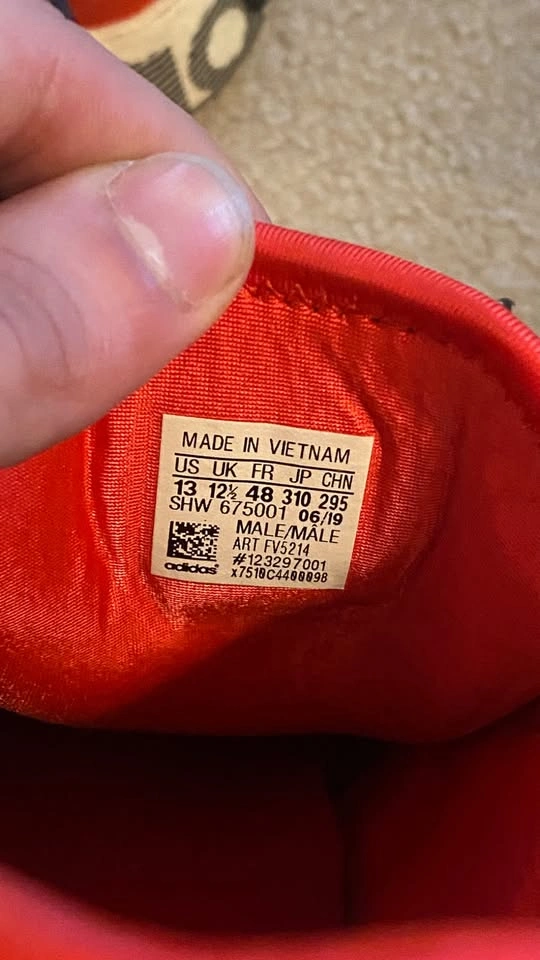 MADE IN VIETNAM
US UK FR JP CHN
13 12½ 48 310 295
SHW 675001 06/19
MALE/MÂLE
ART FV5214
#123297001
adidas® x7510C4400098